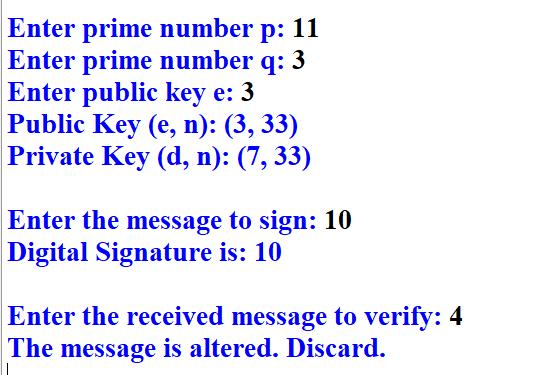 Enter prime number p: 11
Enter prime number q: 3
Enter public key e: 3
Public Key (e, n): (3, 33)
Private Key (d, n): (7, 33)
Enter the message to sign: 10
Digital Signature is: 10
Enter the received message to verify: 4
The message is altered. Discard.